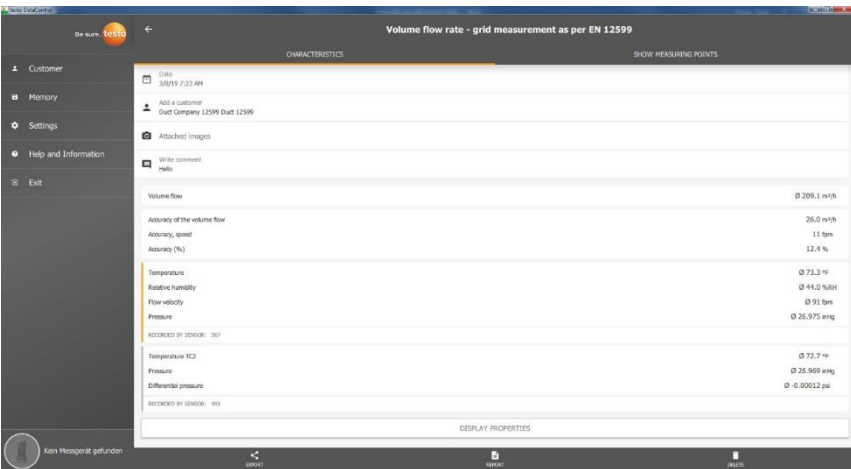 testo DataControl
Be sure. testo
Volume flow rate - grid measurement as per EN 12599
CHARACTERISTICS
SHOW MEASURING POINTS
Customer
Memory
Settings
Help and Information
Exit
Date
3/8/19 7:23 AM
Add a customer
Duct Company 12599 Duct 12599
Attached images
Write comment
Hello
Volume flow Ø 209.1 m³/h
Accuracy of the volume flow 26.0 m³/h
Accuracy, speed 11 fpm
Accuracy (%) 12.4 %
Temperature Ø 73.3 °F
Relative humidity Ø 44.0 %RH
Flow velocity Ø 91 fpm
Pressure Ø 26.975 inHg
RECORDED BY SENSOR: 367
Temperature TC2 Ø 72.7 °F
Pressure Ø 26.969 inHg
Differential pressure Ø -0.00012 psi
RECORDED BY SENSOR: 491
DISPLAY PROPERTIES
Kein Messgerät gefunden
EXPORT
REPORT
DELETE